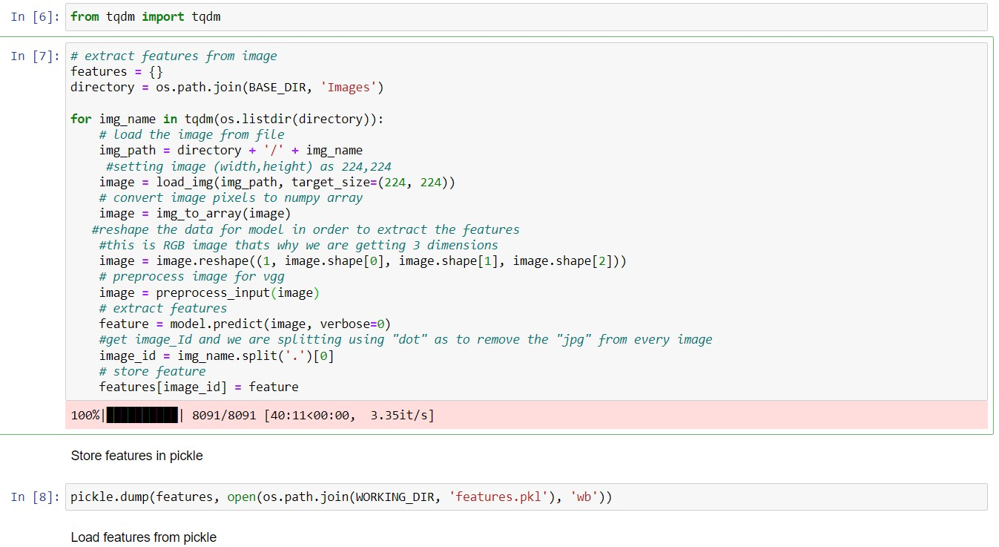 In [6]: from tqdm import tqdm
In [7]: # extract features from image
features = {}
directory = os.path.join(BASE_DIR, 'Images')
for img_name in tqdm(os.listdir(directory)):
    # load the image from file
    img_path = directory + '/' + img_name
     #setting image (width,height) as 224,224
    image = load_img(img_path, target_size=(224, 224))
    # convert image pixels to numpy array
    image = img_to_array(image)
   #reshape the data for model in order to extract the features
    #this is RGB image thats why we are getting 3 dimensions
    image = image.reshape((1, image.shape[0], image.shape[1], image.shape[2]))
    # preprocess image for vgg
    image = preprocess_input(image)
    # extract features
    feature = model.predict(image, verbose=0)
    #get image_Id and we are splitting using "dot" as to remove the "jpg" from every image
    image_id = img_name.split('.')[0]
    # store feature
    features[image_id] = feature
100%|██████████| 8091/8091 [40:11<00:00,  3.35it/s]
Store features in pickle
In [8]: pickle.dump(features, open(os.path.join(WORKING_DIR, 'features.pkl'), 'wb'))
Load features from pickle